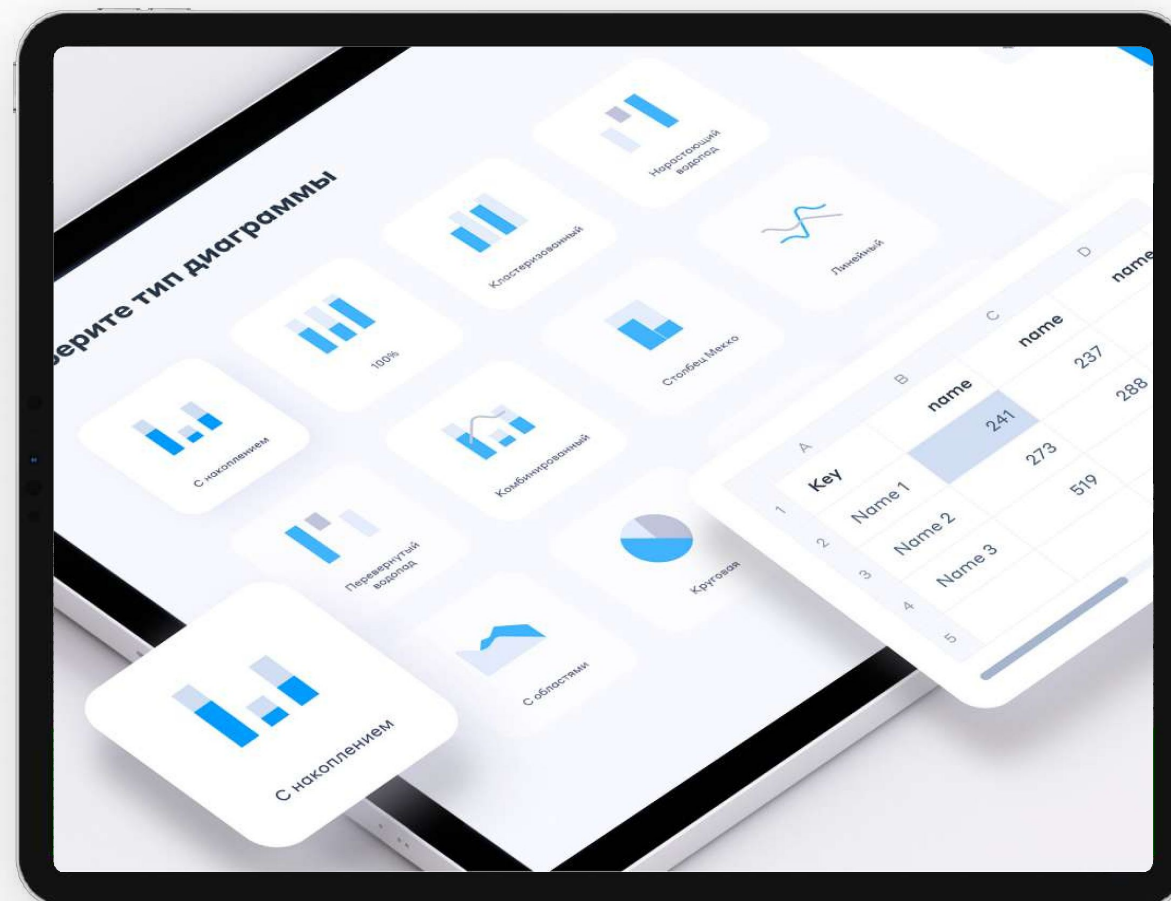 верите тип диаграммы
С накоплением
100%
Кластеризованный
Нарастающий
водопад
Перевернутый
водопад
Комбинированный
Столбец Мекко
Линейный
С областями
Круговая
С накоплением
A B C D
1 Key name name name
2 Name 1 241 237
3 Name 2 273 288
4 Name 3 519
5